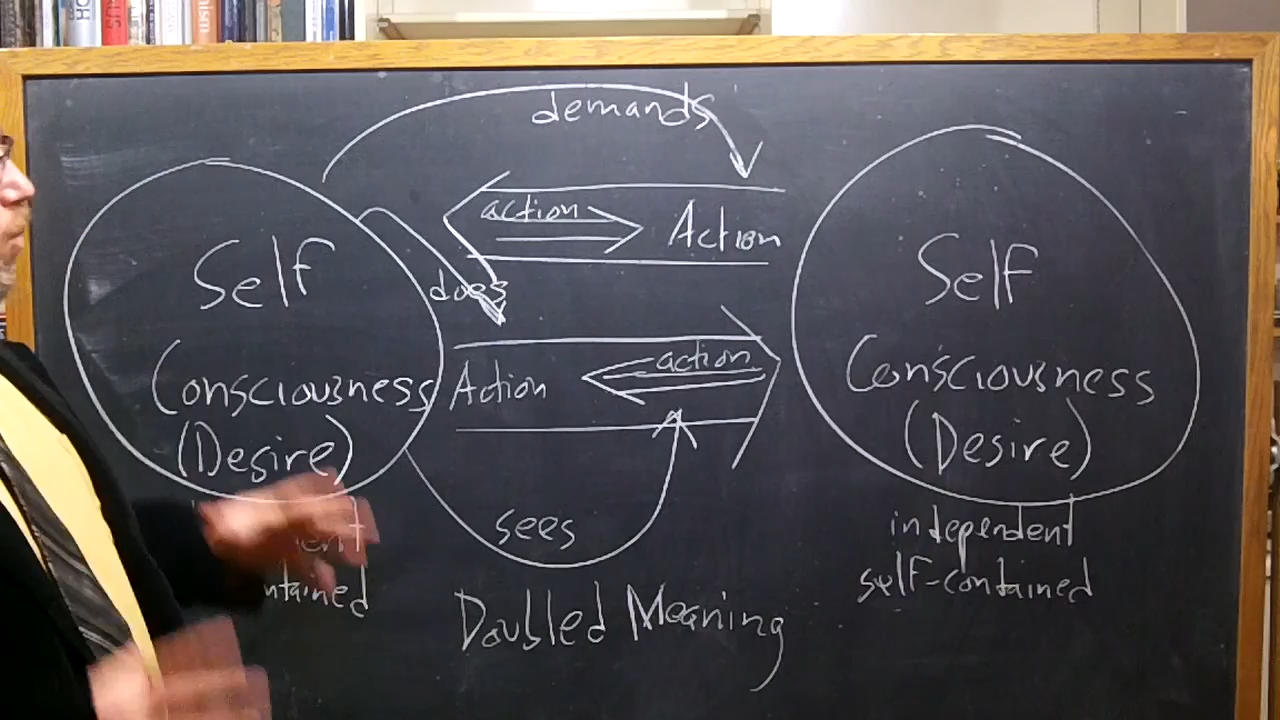 demands
action
Action
does
Self
Consciousness
(Desire)
Action
action
Self
Consciousness
(Desire)
sees
independent
self-contained
Doubled Meaning